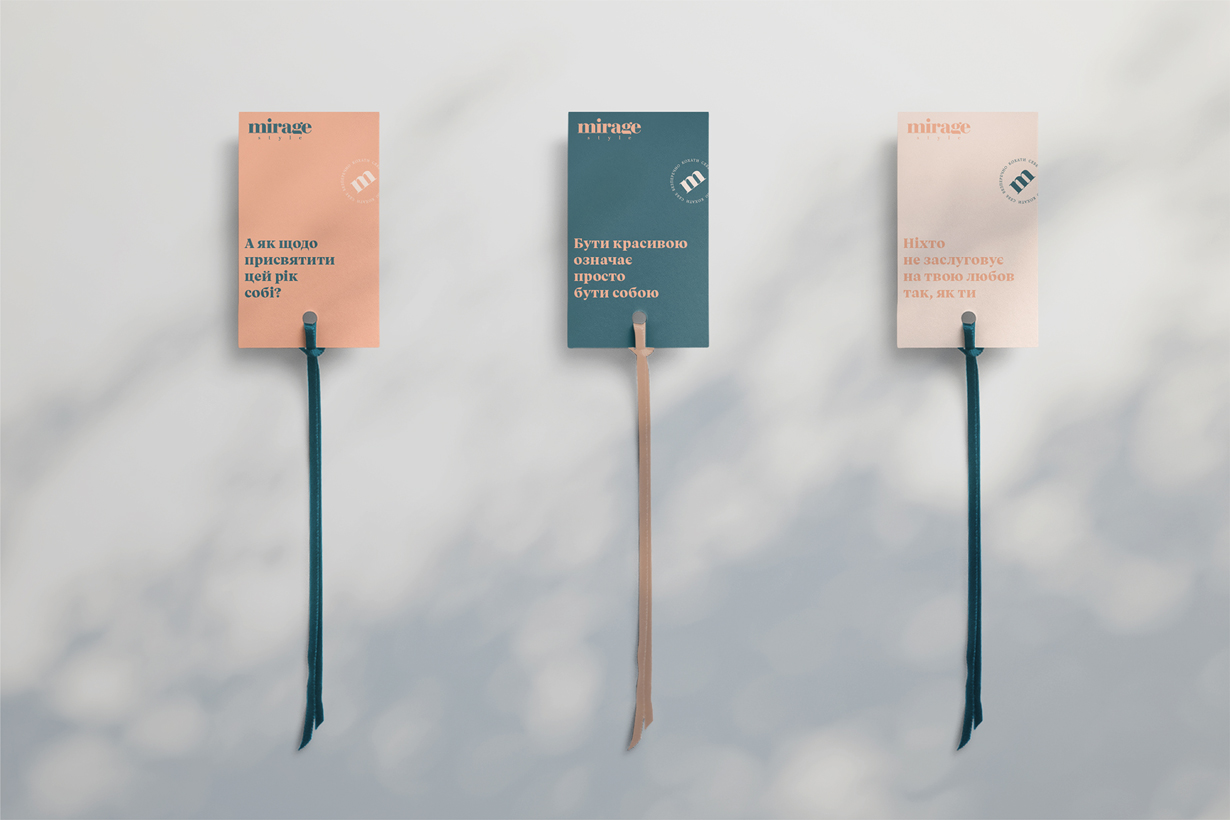 mirage
style
m
А як щодо
присвятити
цей рік
собі?
mirage
style
m
Бути красивою
означає
просто
бути собою
mirage
style
m
Ніхто
не заслуговує
на твою любов
так, як ти